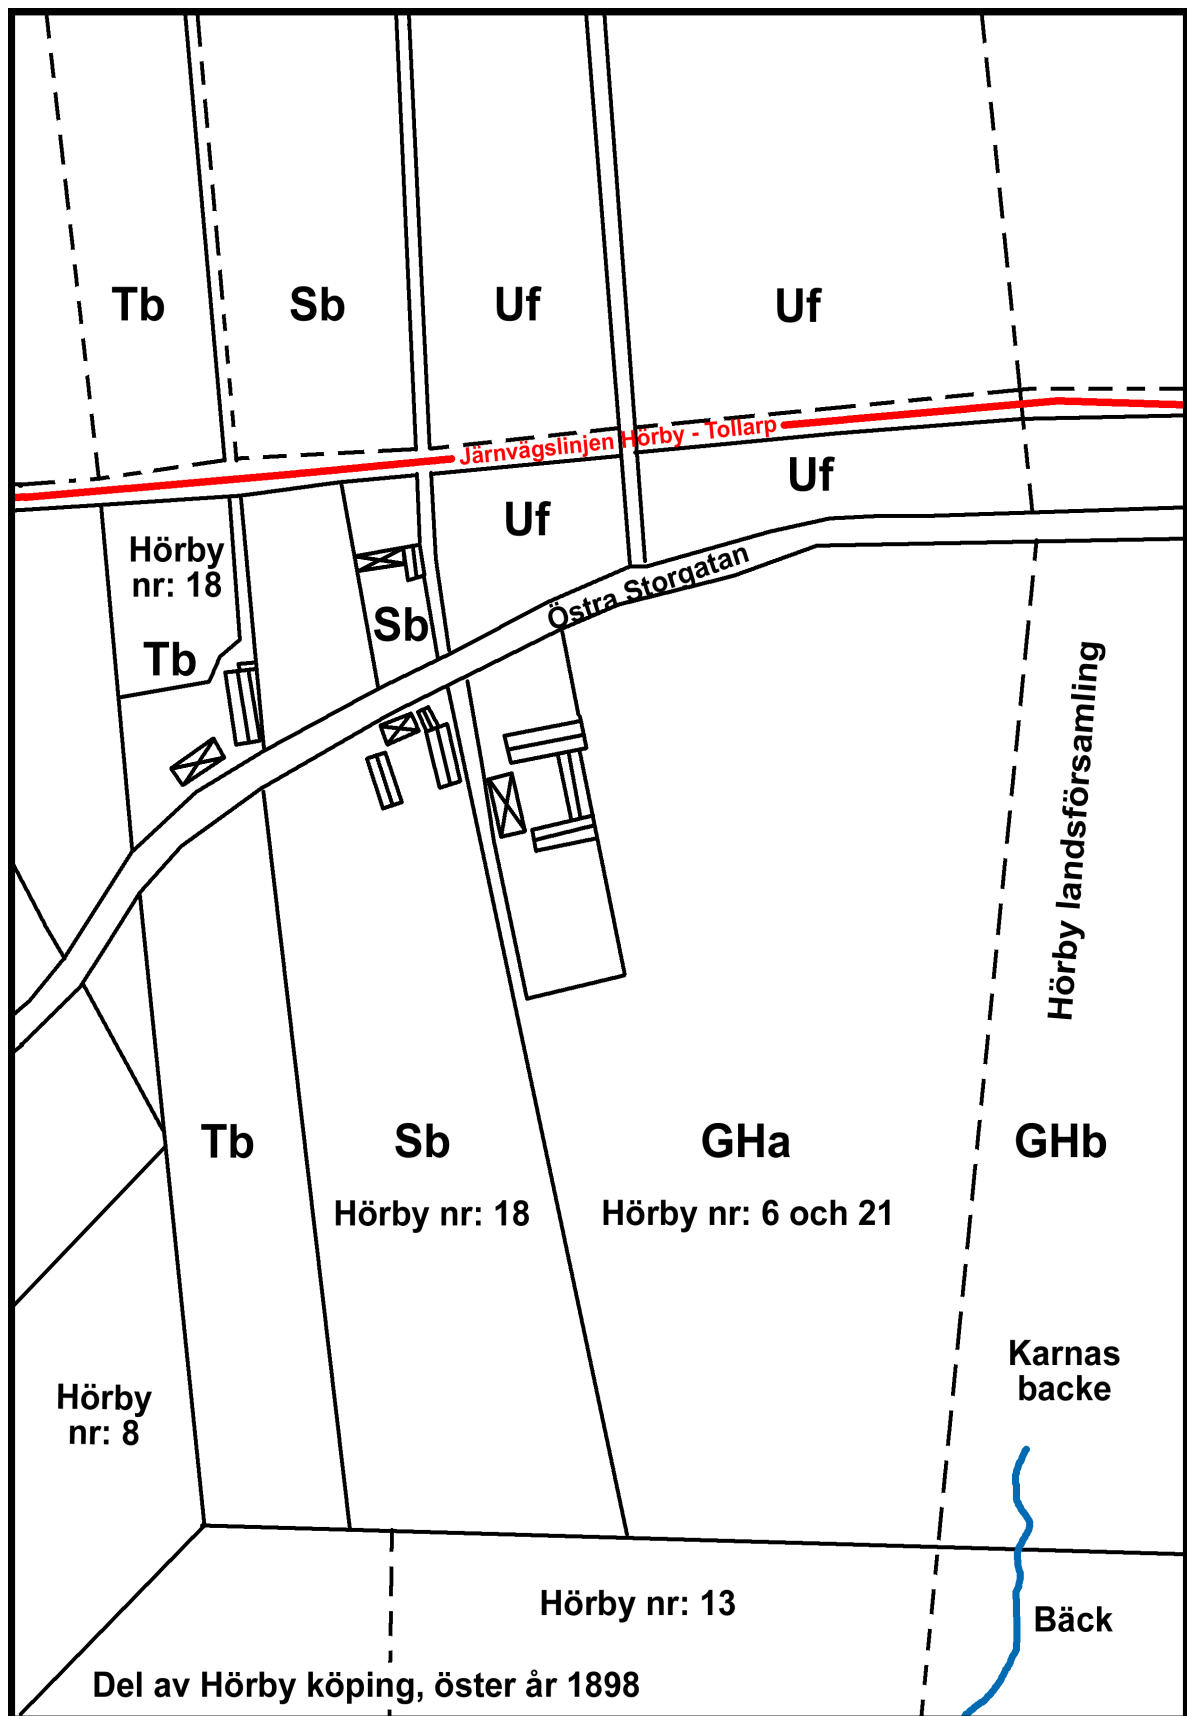 Tb
Sb
Uf
Uf
Järnvägslinjen Hörby - Tollarp
Uf
Uf
Hörby
nr: 18
Östra Storgatan
Sb
Tb
Hörby landsförsamling
Tb
Sb
GHa
GHb
Hörby nr: 18
Hörby nr: 6 och 21
Karnas
backe
Hörby
nr: 8
Hörby nr: 13
Bäck
Del av Hörby köping, öster år 1898